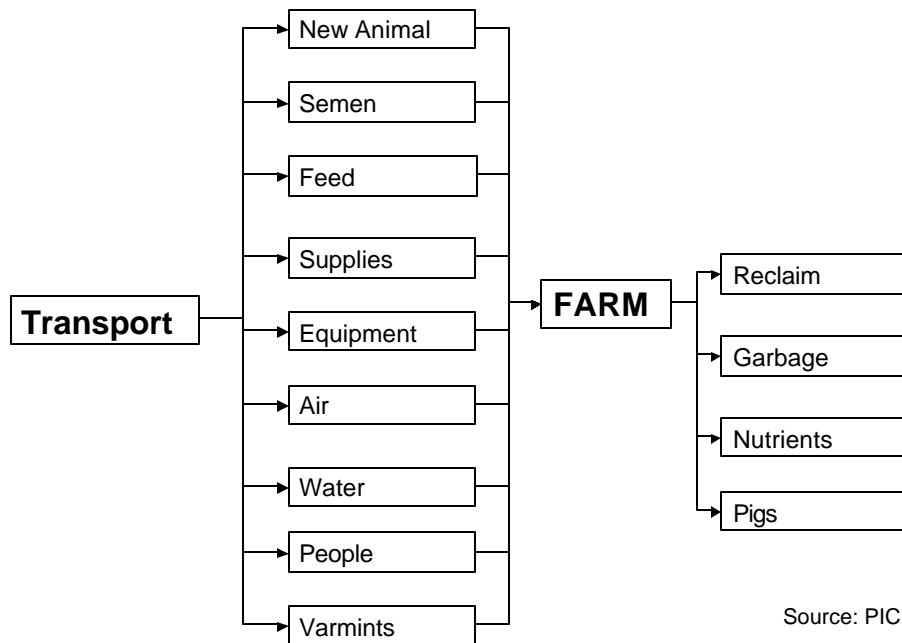 Transport
New Animal
Semen
Feed
Supplies
Equipment
Air
Water
People
Varmints
FARM
Reclaim
Garbage
Nutrients
Pigs
Source: PIC